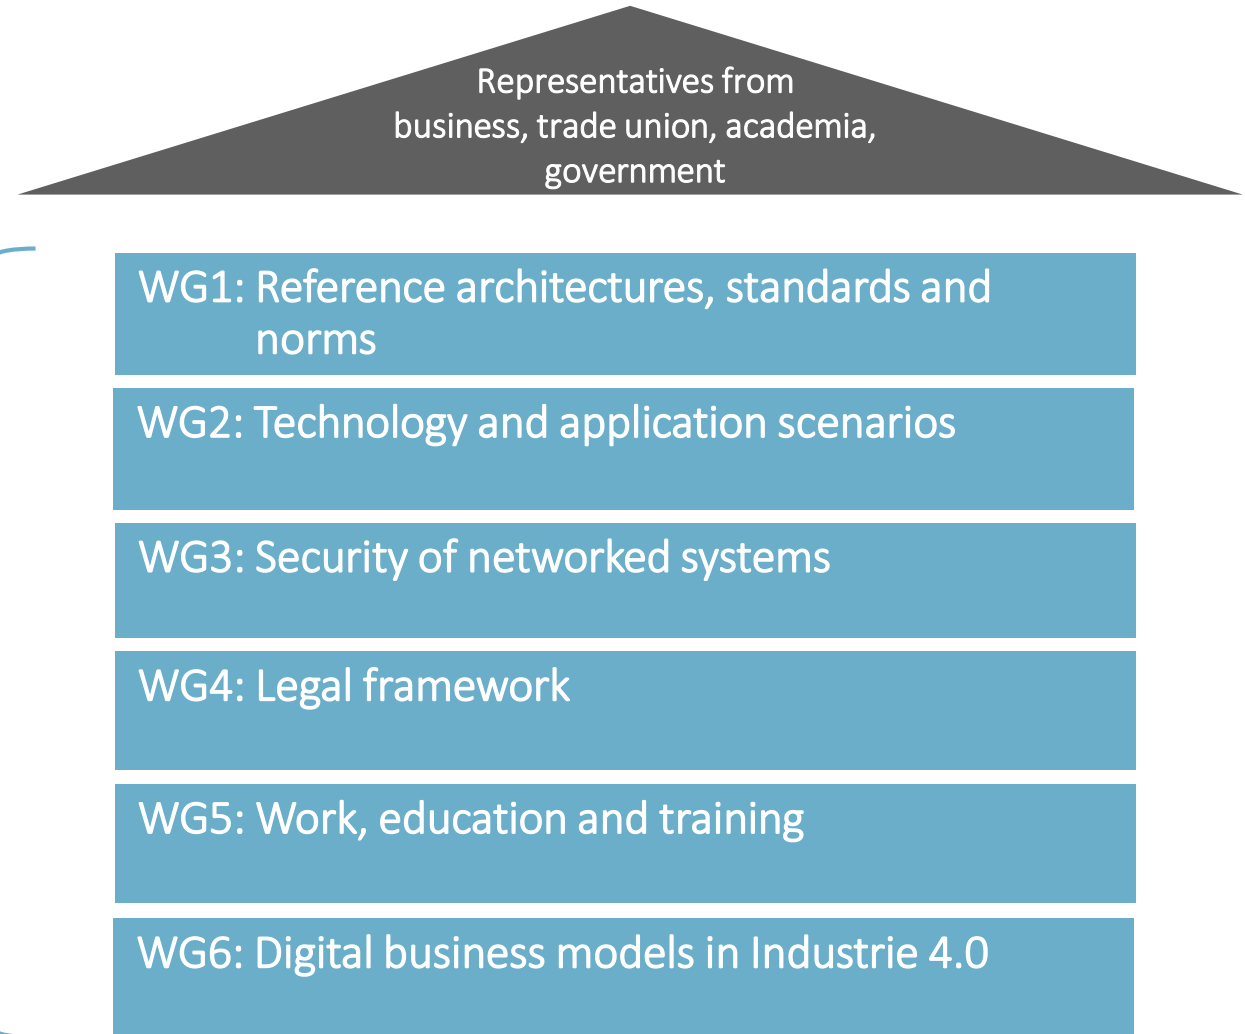 Representatives from
business, trade union, academia,
government
WG1: Reference architectures, standards and
norms
WG2: Technology and application scenarios
WG3: Security of networked systems
WG4: Legal framework
WG5: Work, education and training
WG6: Digital business models in Industrie 4.0